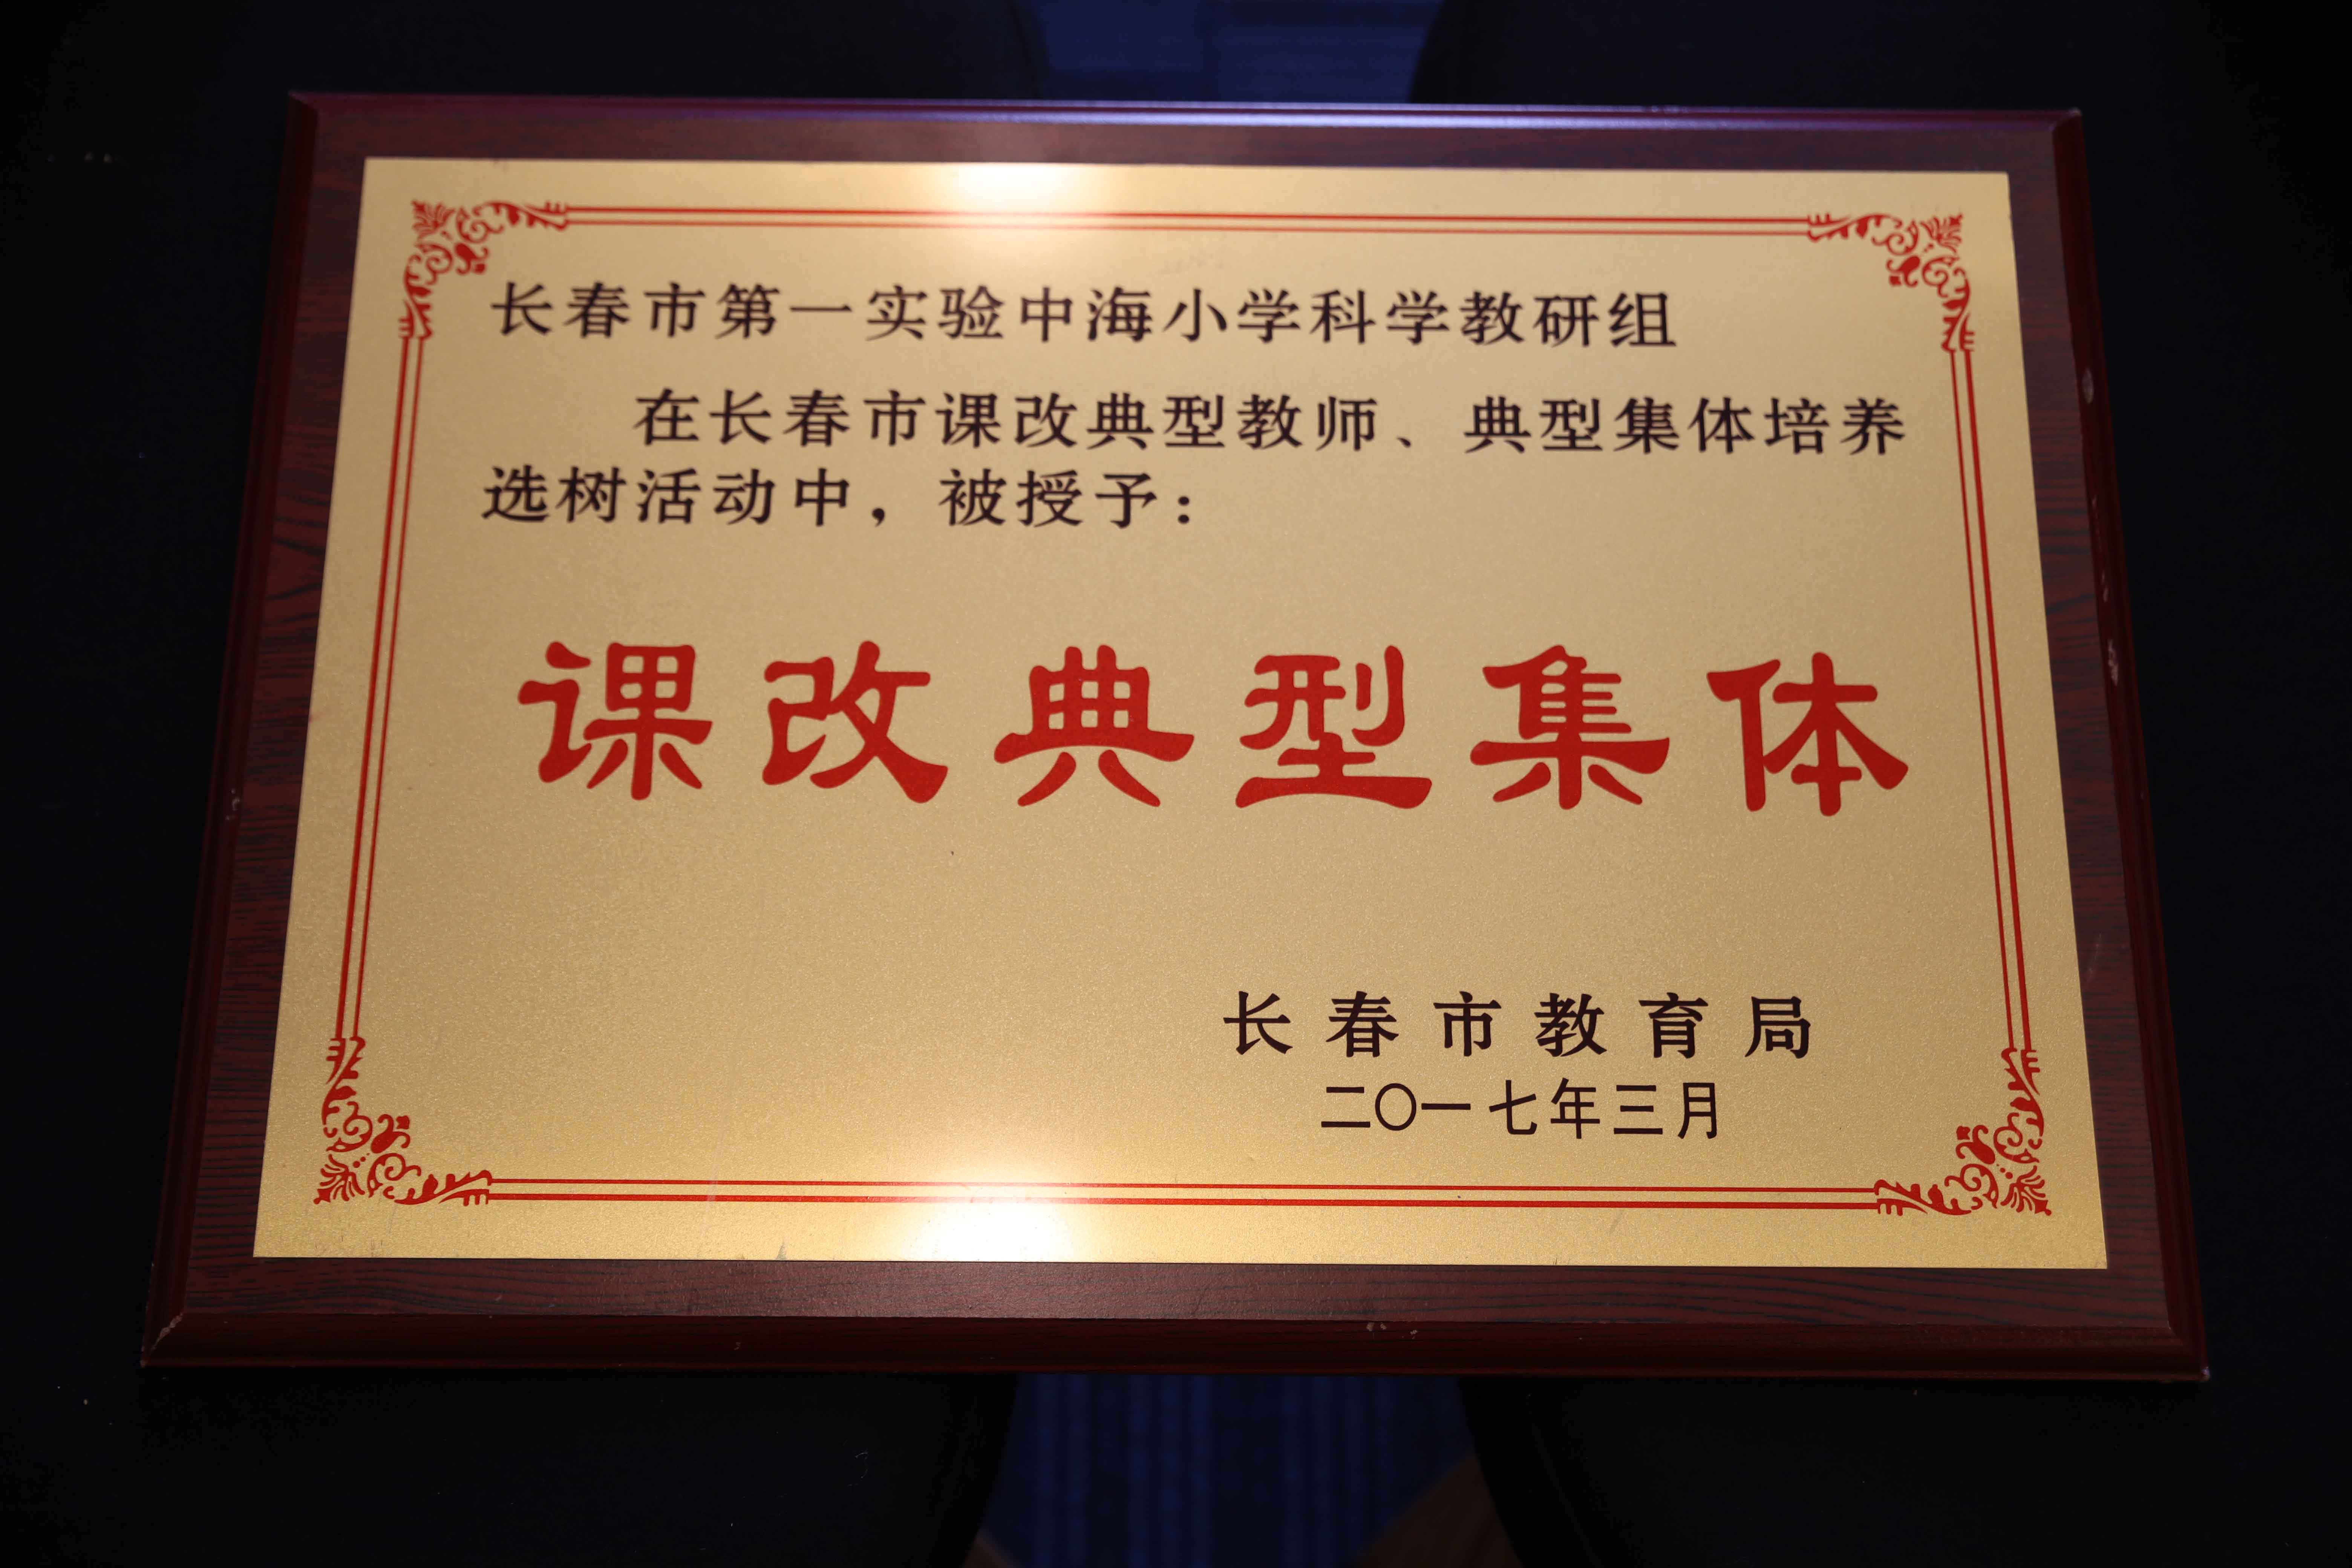 长春市第一实验中海小学科学教研组
在长春市课改典型教师、典型集体培养
选树活动中，被授予：
课改典型集体
长春市教育局
二〇一七年三月